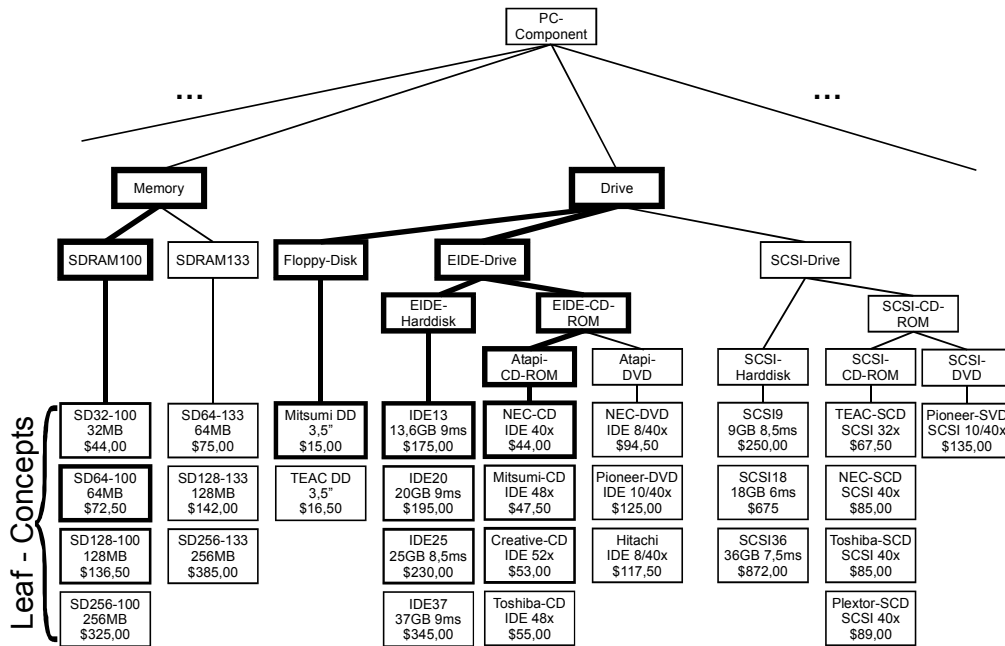 PC-
Component
...
...
Memory
Drive
SDRAM100
SDRAM133
Floppy-Disk
EIDE-Drive
SCSI-Drive
EIDE-
Harddisk
EIDE-CD-
ROM
SCSI-CD-
ROM
Atapi-
CD-ROM
Atapi-
DVD
SCSI-
Harddisk
SCSI-
CD-ROM
SCSI-
DVD
Leaf - Concepts
SD32-100
32MB
$44,00
SD64-100
64MB
$72,50
SD128-100
128MB
$136,50
SD256-100
256MB
$325,00
SD64-133
64MB
$75,00
SD128-133
128MB
$142,00
SD256-133
256MB
$385,00
Mitsumi DD
3,5"
$15,00
TEAC DD
3,5"
$16,50
IDE13
13,6GB 9ms
$175,00
IDE20
20GB 9ms
$195,00
IDE25
25GB 8,5ms
$230,00
IDE37
37GB 9ms
$345,00
NEC-CD
IDE 40x
$44,00
Mitsumi-CD
IDE 48x
$47,50
Creative-CD
IDE 52x
$53,00
Toshiba-CD
IDE 48x
$55,00
NEC-DVD
IDE 8/40x
$94,50
Pioneer-DVD
IDE 10/40x
$125,00
Hitachi
IDE 8/40x
$117,50
SCSI9
9GB 8,5ms
$250,00
SCSI18
18GB 6ms
$675
SCSI36
36GB 7,5ms
$872,00
TEAC-SCD
SCSI 32x
$67,50
NEC-SCD
SCSI 40x
$85,00
Toshiba-SCD
SCSI 40x
$85,00
Plextor-SCD
SCSI 40x
$89,00
Pioneer-SVD
SCSI 10/40x
$135,00